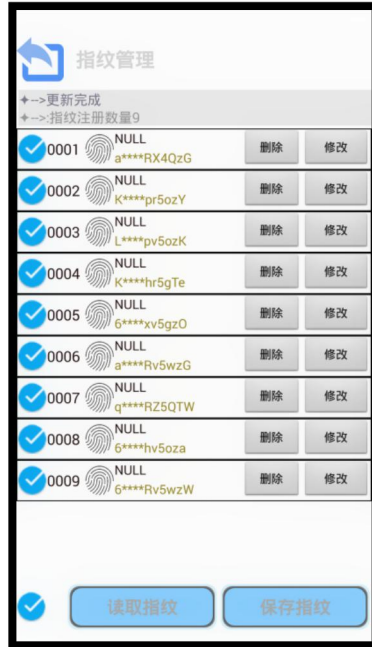 指纹管理
✦-->更新完成
✦-->:指纹注册数量9
0001 NULL 删除 修改
a****RX4QzG
0002 NULL 删除 修改
K****pr5ozY
0003 NULL 删除 修改
L****pv5ozK
0004 NULL 删除 修改
K****hr5gTe
0005 NULL 删除 修改
6****xv5gzO
0006 NULL 删除 修改
a****Rv5wzG
0007 NULL 删除 修改
q****RZ5QTW
0008 NULL 删除 修改
6****hv5oza
0009 NULL 删除 修改
6****Rv5wzW
读取指纹 保存指纹